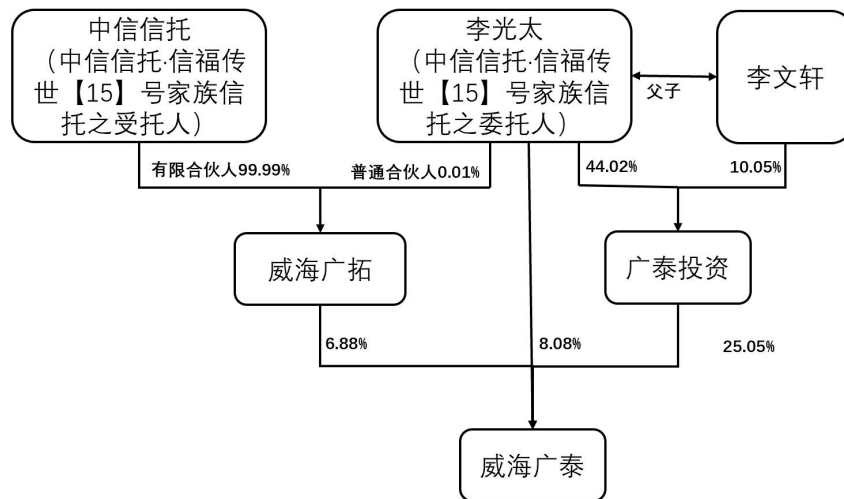 中信信托
（中信信托·信福传
世【15】号家族信
托之受托人）
李光太
（中信信托·信福传
世【15】号家族信
托之委托人）
父子
李文轩
有限合伙人99.99%
普通合伙人0.01%
44.02%
10.05%
威海广拓
广泰投资
6.88%
8.08%
25.05%
威海广泰